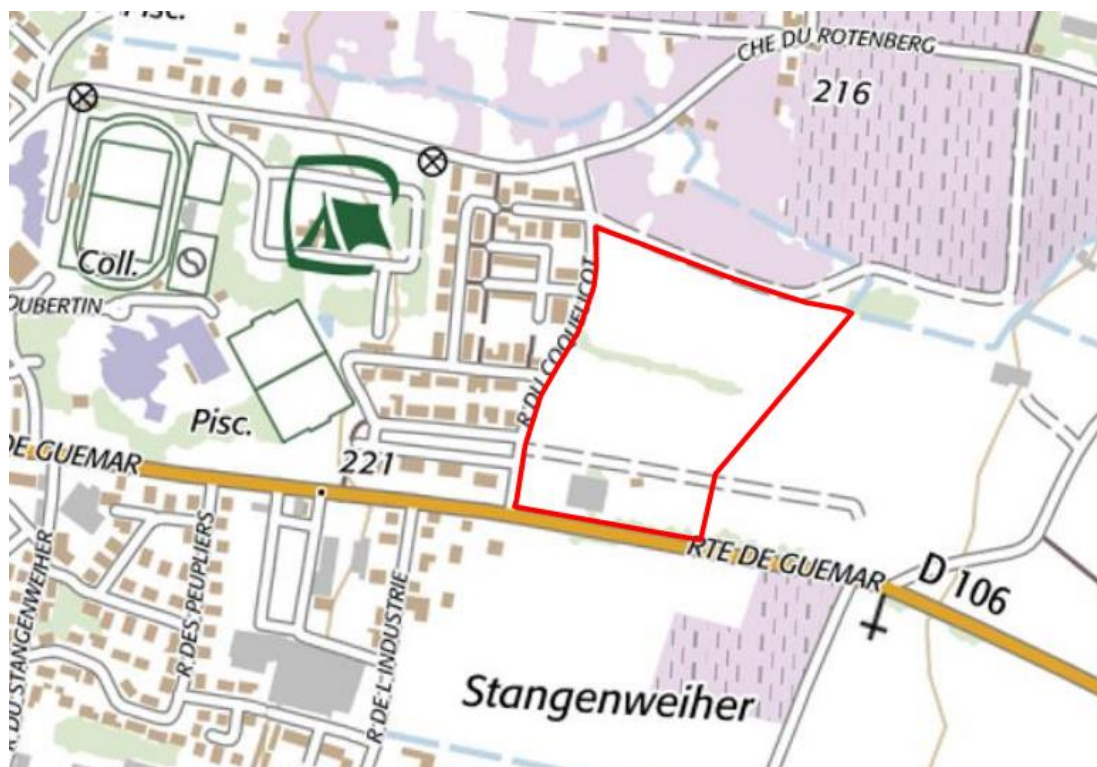 Pisc.
CHE DU ROTENBERG
216
Coll.
OUBERTIN
R. DU COQUELICOT
Pisc.
DE GUEMAR
221
RTE DE GUEMAR
D 106
R. DU STANGENWEIHER
R. DES PEUPLIERS
R. DE L'INDUSTRIE
Stangenweiher